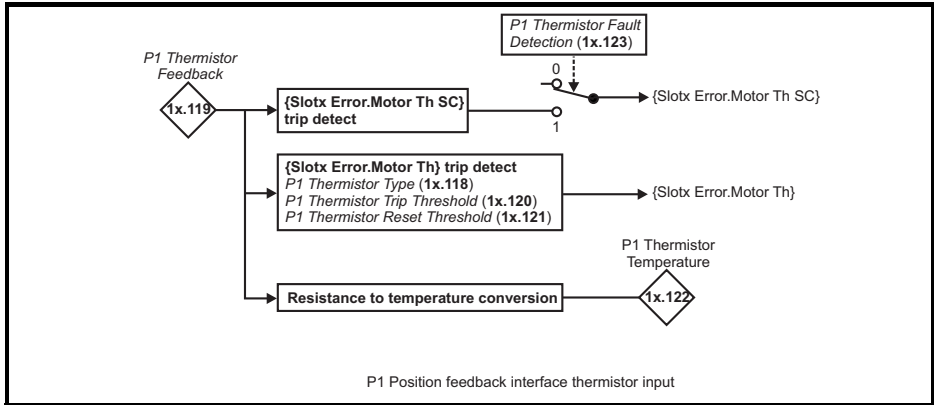 P1 Thermistor Fault
Detection (1x.123)
P1 Thermistor
Feedback
1x.119
0
1
{Slotx Error.Motor Th SC}
trip detect
{Slotx Error.Motor Th SC}
{Slotx Error.Motor Th} trip detect
P1 Thermistor Type (1x.118)
P1 Thermistor Trip Threshold (1x.120)
P1 Thermistor Reset Threshold (1x.121)
{Slotx Error.Motor Th}
P1 Thermistor
Temperature
Resistance to temperature conversion
1x.122
P1 Position feedback interface thermistor input